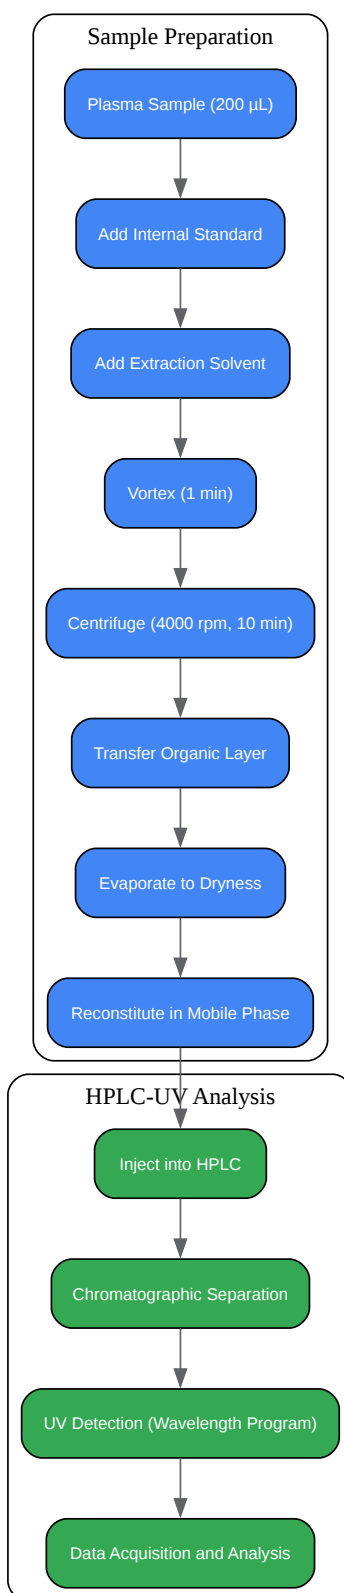 Sample Preparation
Plasma Sample (200 µL)
Add Internal Standard
Add Extraction Solvent
Vortex (1 min)
Centrifuge (4000 rpm, 10 min)
Transfer Organic Layer
Evaporate to Dryness
Reconstitute in Mobile Phase
HPLC-UV Analysis
Inject into HPLC
Chromatographic Separation
UV Detection (Wavelength Program)
Data Acquisition and Analysis